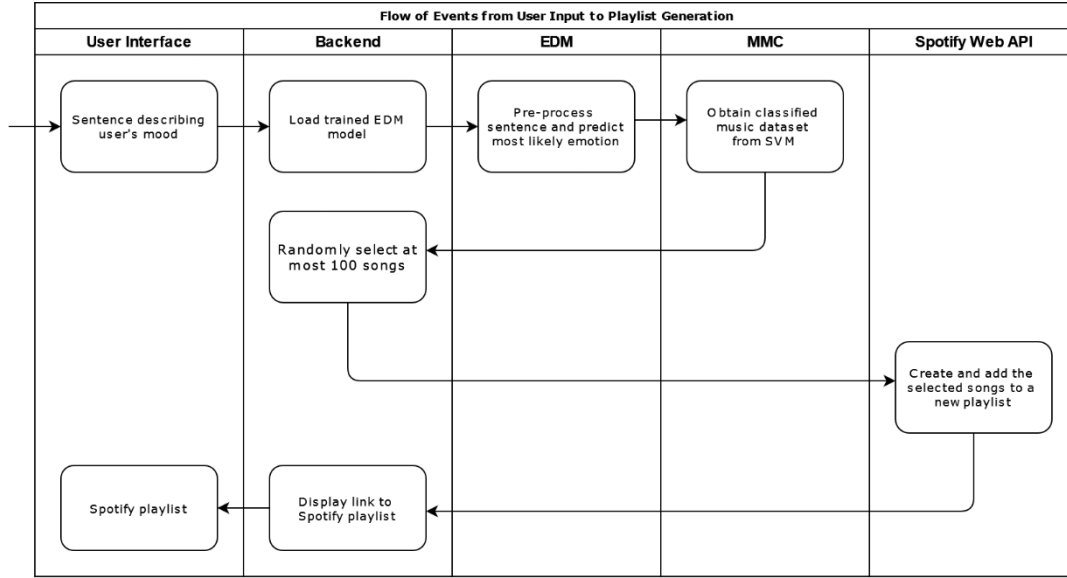 Flow of Events from User Input to Playlist Generation
User Interface
Backend
EDM
MMC
Spotify Web API
Sentence describing
user's mood
Load trained EDM
model
Pre-process
sentence and predict
most likely emotion
Obtain classified
music dataset
from SVM
Randomly select at
most 100 songs
Create and add the
selected songs to a
new playlist
Spotify playlist
Display link to
Spotify playlist